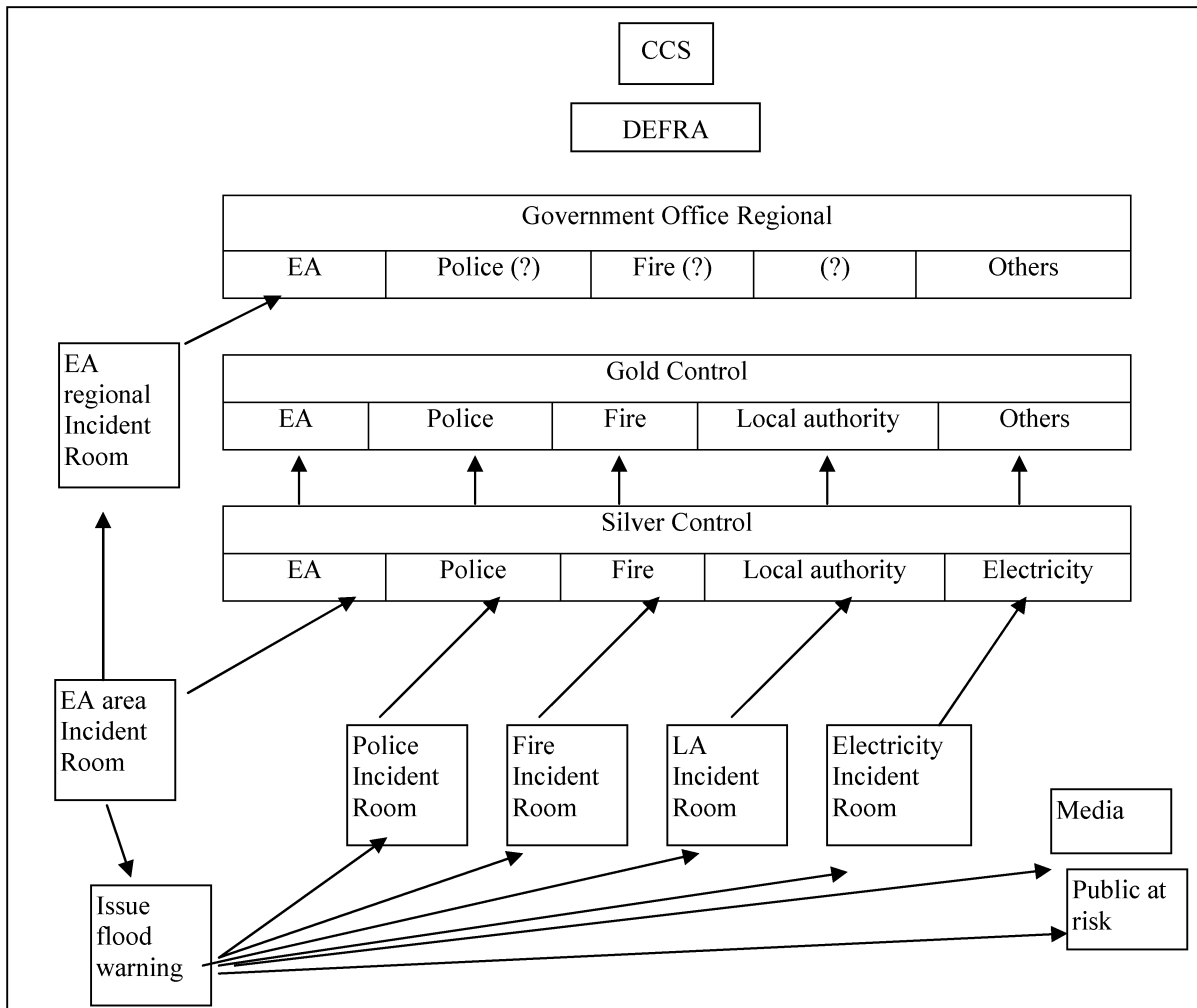 CCS
DEFRA
Government Office Regional
EA
Police (?)
Fire (?)
(?)
Others
EA
regional
Incident
Room
Gold Control
EA
Police
Fire
Local authority
Others
Silver Control
EA
Police
Fire
Local authority
Electricity
EA area
Incident
Room
Police
Incident
Room
Fire
Incident
Room
LA
Incident
Room
Electricity
Incident
Room
Media
Public at
risk
Issue
flood
warning